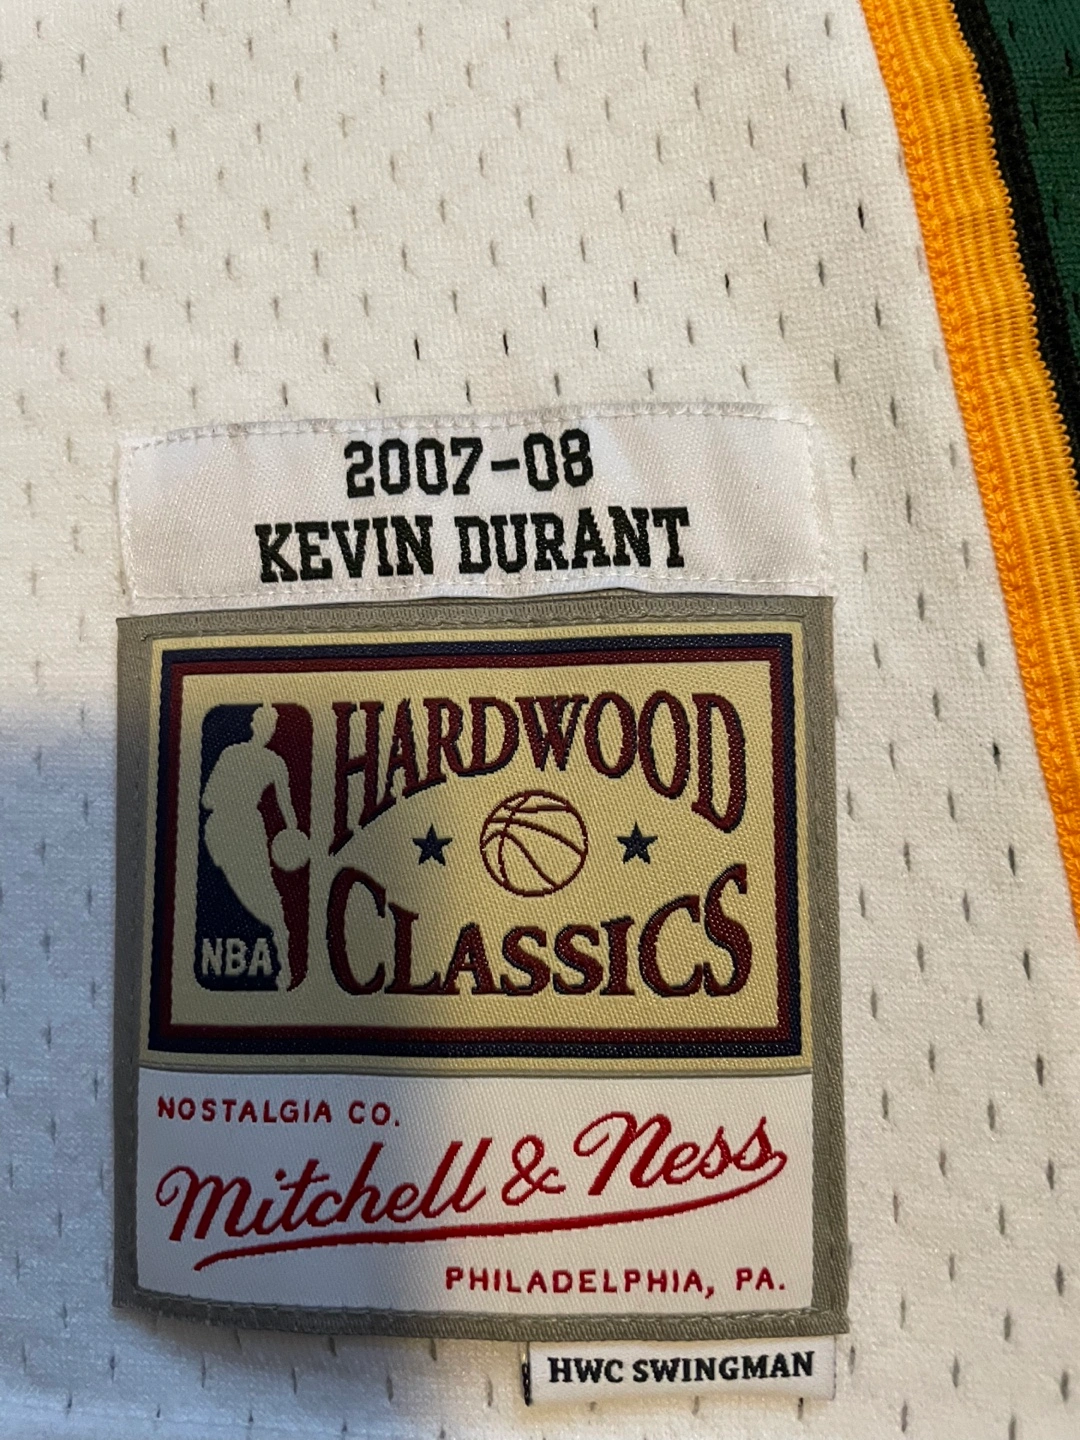 2007-08
KEVIN DURANT
HARDWOOD
CLASSICS
NBA
NOSTALGIA CO.
Mitchell & Ness
PHILADELPHIA, PA.
HWC SWINGMAN